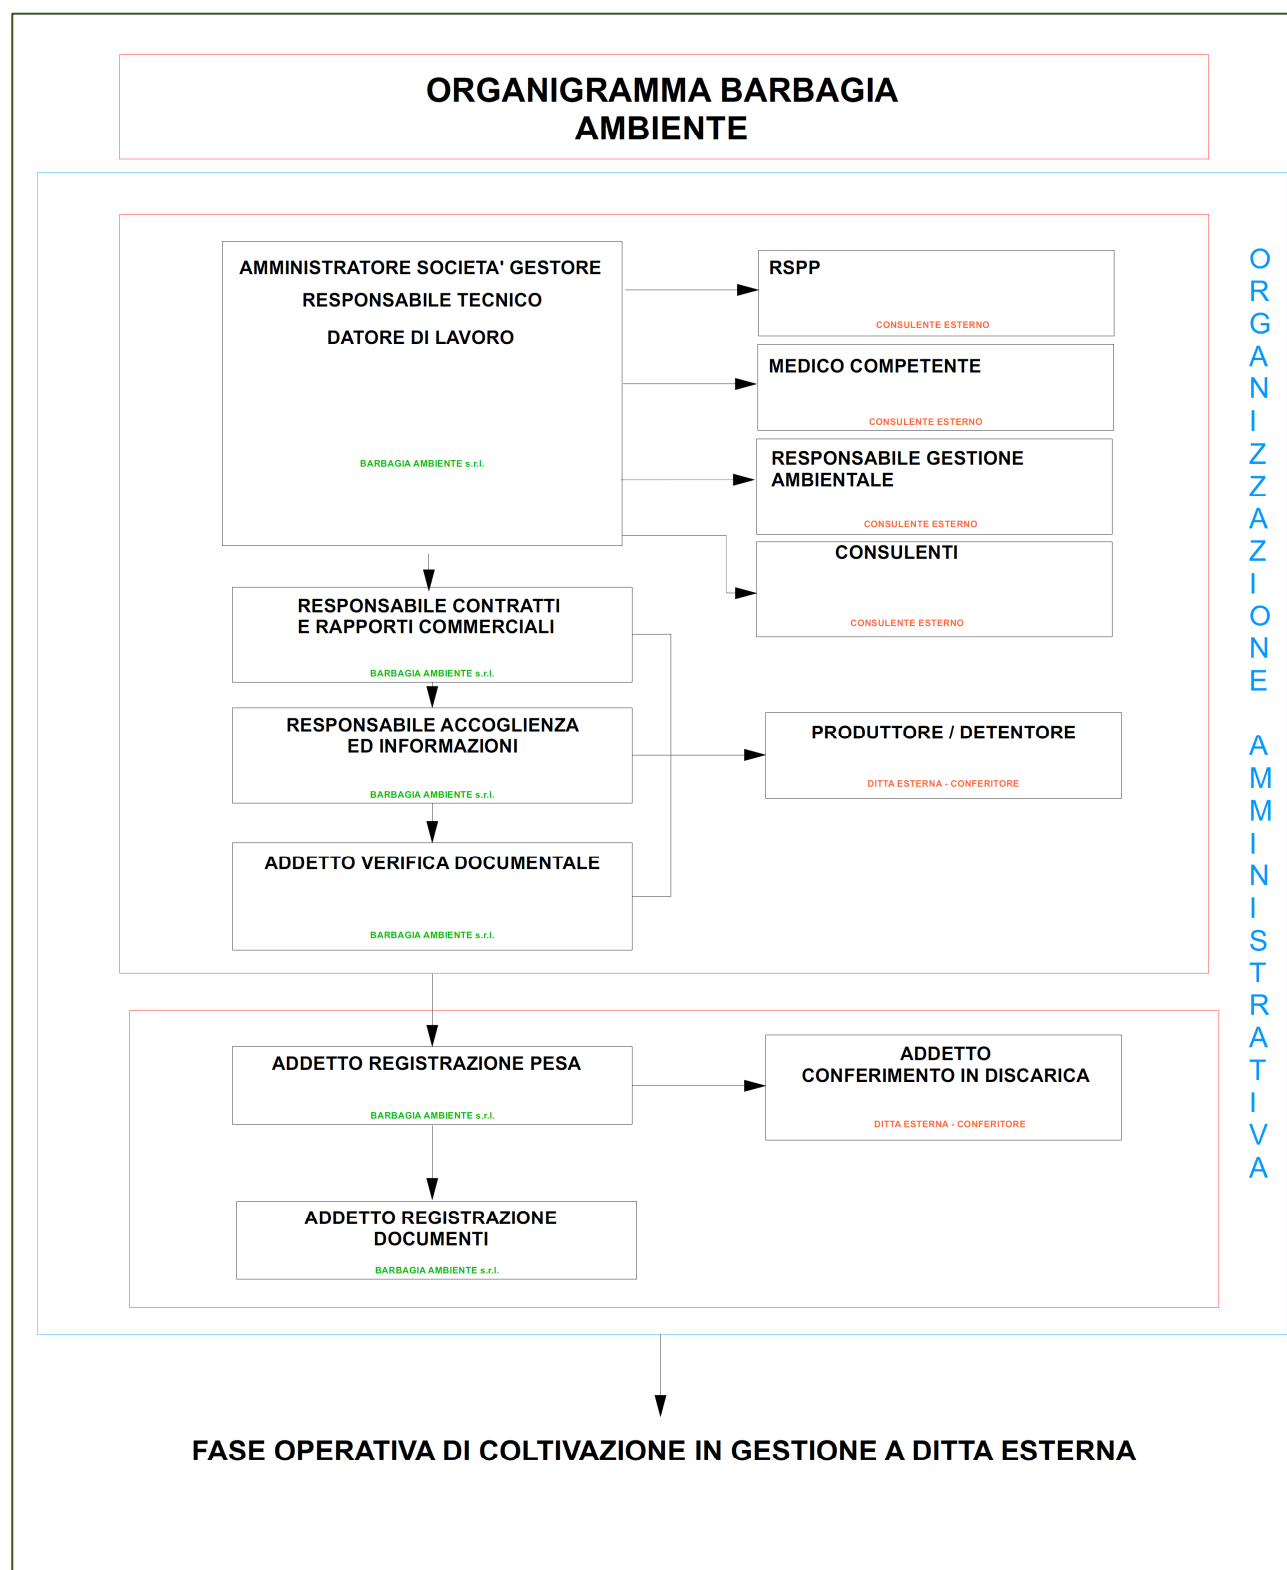 ORGANIGRAMMA BARBAGIA
AMBIENTE
AMMINISTRATORE SOCIETA' GESTORE
RESPONSABILE TECNICO
DATORE DI LAVORO
BARBAGIA AMBIENTE s.r.l.
RSPP
CONSULENTE ESTERNO
MEDICO COMPETENTE
CONSULENTE ESTERNO
RESPONSABILE GESTIONE
AMBIENTALE
CONSULENTE ESTERNO
CONSULENTI
CONSULENTE ESTERNO
RESPONSABILE CONTRATTI
E RAPPORTI COMMERCIALI
BARBAGIA AMBIENTE s.r.l.
RESPONSABILE ACCOGLIENZA
ED INFORMAZIONI
BARBAGIA AMBIENTE s.r.l.
PRODUTTORE / DETENTORE
DITTA ESTERNA - CONFERITORE
ADDETTO VERIFICA DOCUMENTALE
BARBAGIA AMBIENTE s.r.l.
ADDETTO REGISTRAZIONE PESA
BARBAGIA AMBIENTE s.r.l.
ADDETTO
CONFERIMENTO IN DISCARICA
DITTA ESTERNA - CONFERITORE
ADDETTO REGISTRAZIONE
DOCUMENTI
BARBAGIA AMBIENTE s.r.l.
ORGANIZZAZIONE AMMINISTRATIVA
FASE OPERATIVA DI COLTIVAZIONE IN GESTIONE A DITTA ESTERNA